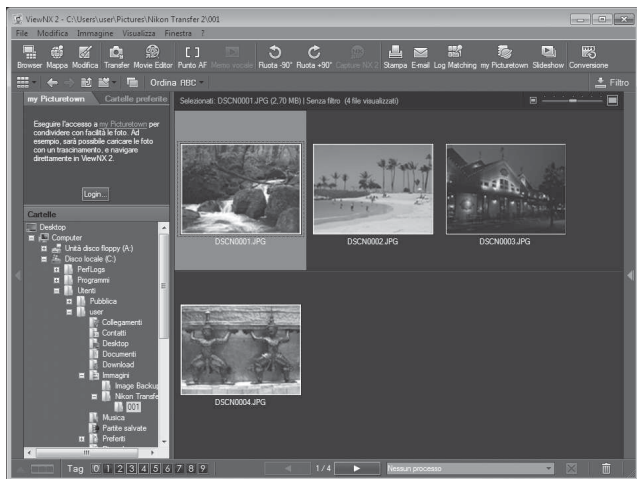 ViewNX 2 - C:\Users\user\Pictures\Nikon Transfer 2\001
File Modifica Immagine Visualizza Finestra ?
Browser Mappa Modifica Transfer Movie Editor Punto AF Memo vocale Ruota -90° Ruota +90° Capture NX 2 Stampa E-mail Log Matching my Picturetown Slideshow Conversione
Ordina ABC Filtro
my Picturetown Cartelle preferite
Selezionati: DSCN0001.JPG (2.70 MB) | Senza filtro (4 file visualizzati)
Eseguire l'accesso a my Picturetown per
condividere con facilità le foto. Ad
esempio, sarà possibile caricare le foto
con un trascinamento, e navigare
direttamente in ViewNX 2.
Login...
Cartelle
Desktop
Computer
Unità disco floppy (A:)
Disco locale (C:)
PerfLogs
Programmi
Utenti
Pubblica
user
Collegamenti
Contatti
Desktop
Documenti
Download
Immagini
Image Backup
Nikon Transfe
001
Musica
Partite salvate
Preferiti
DSCN0001.JPG
DSCN0002.JPG
DSCN0003.JPG
DSCN0004.JPG
Tag 0 1 2 3 4 5 6 7 8 9
1/4
Nessun processo